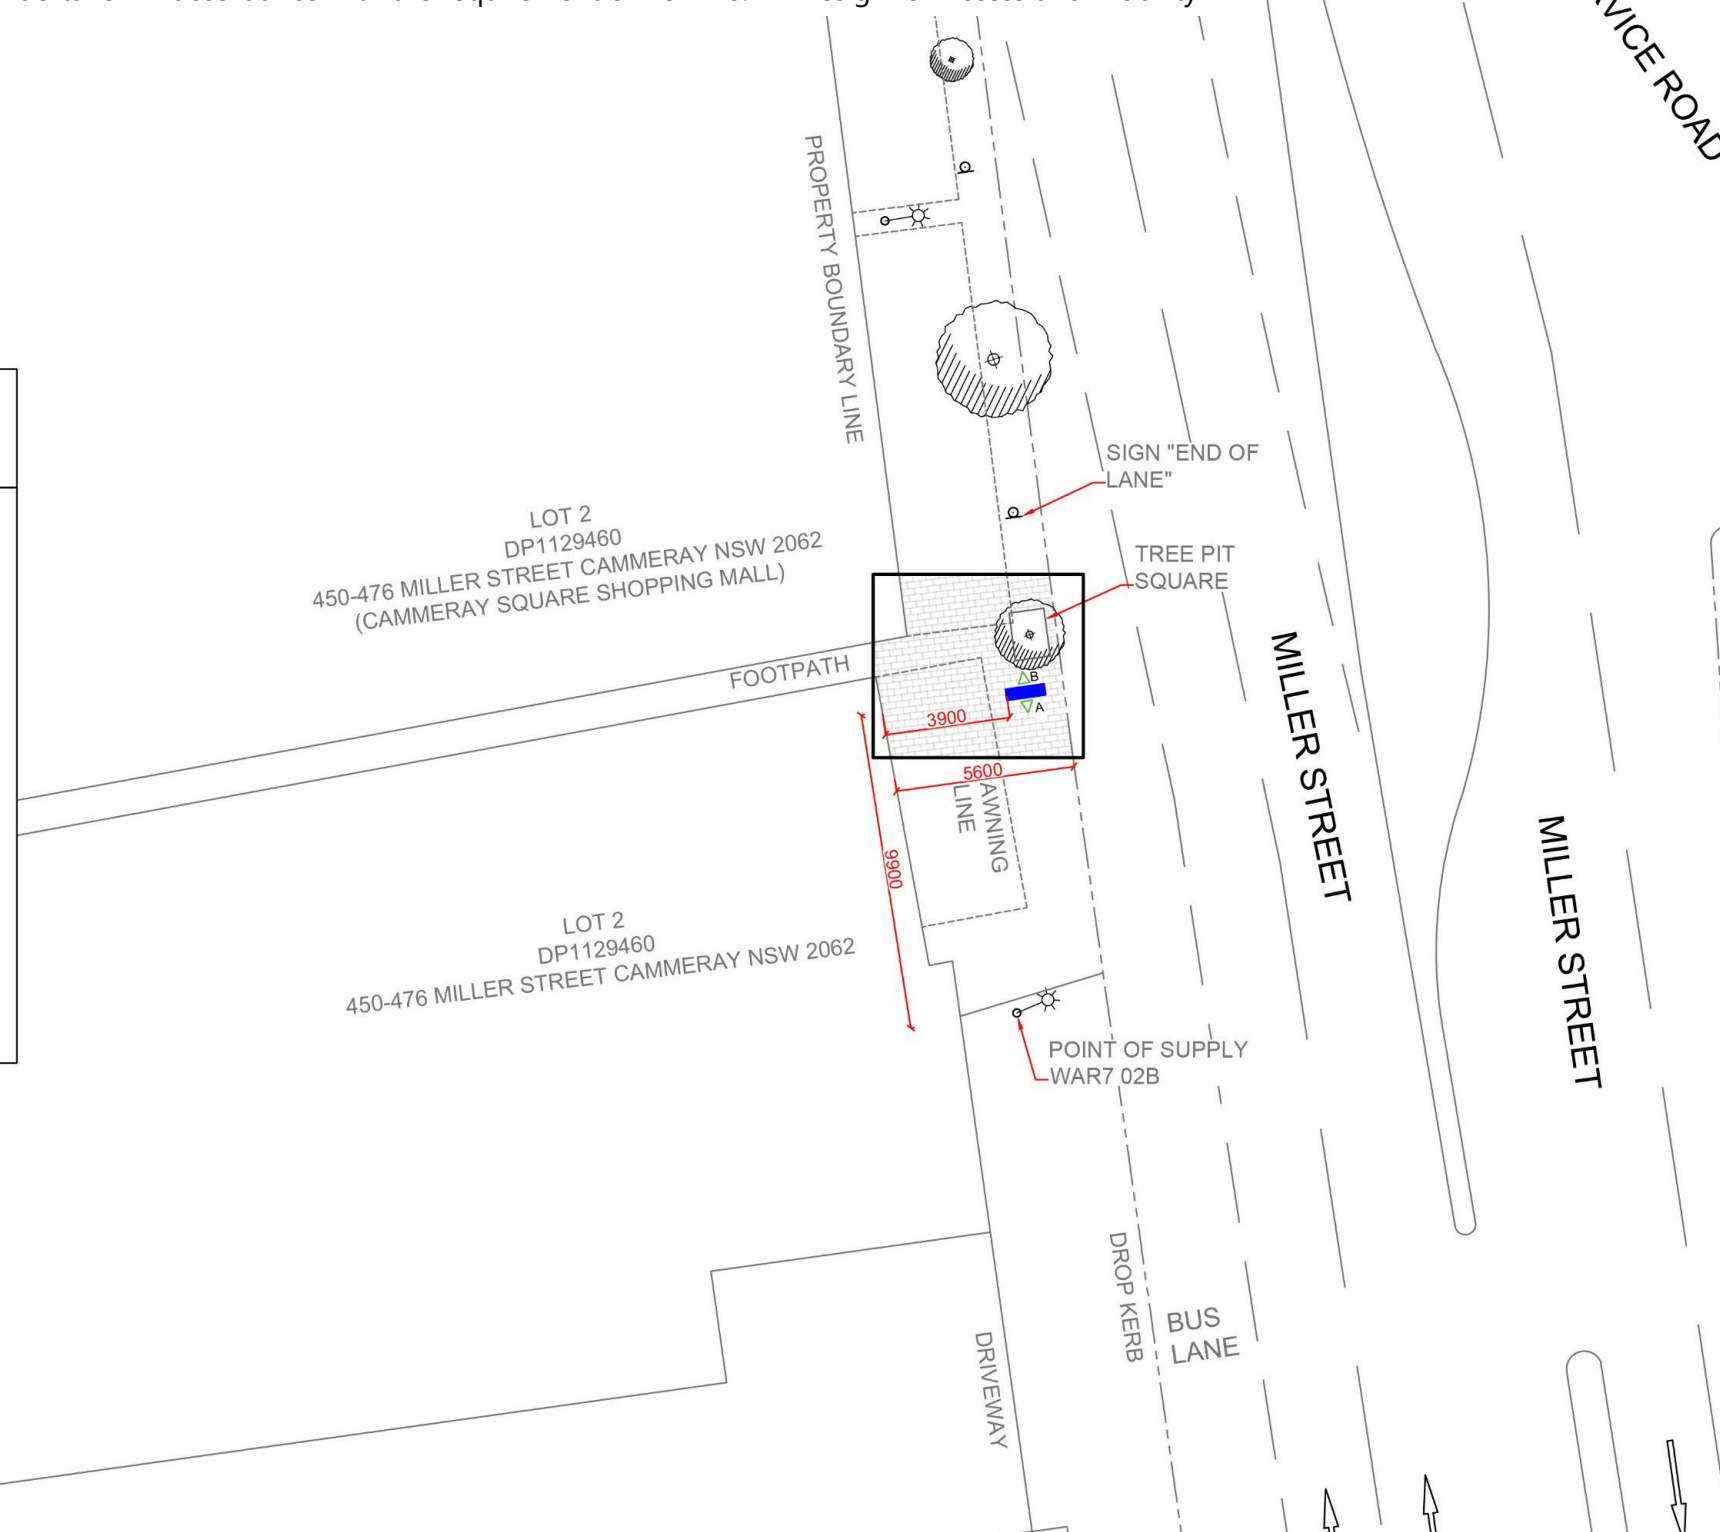 VICE ROAD
PROPERTY BOUNDARY LINE
SIGN "END OF
LANE"
LOT 2
DP1129460
450-476 MILLER STREET CAMMERAY NSW 2062
(CAMMERAY SQUARE SHOPPING MALL)
TREE PIT
SQUARE
FOOTPATH
B
A
3900
5600
AWNING
LINE
9900
MILLER STREET
MILLER STREET
LOT 2
DP1129460
450-476 MILLER STREET CAMMERAY NSW 2062
POINT OF SUPPLY
WAR7 02B
DROP KERB
BUS
LANE
DRIVEWAY